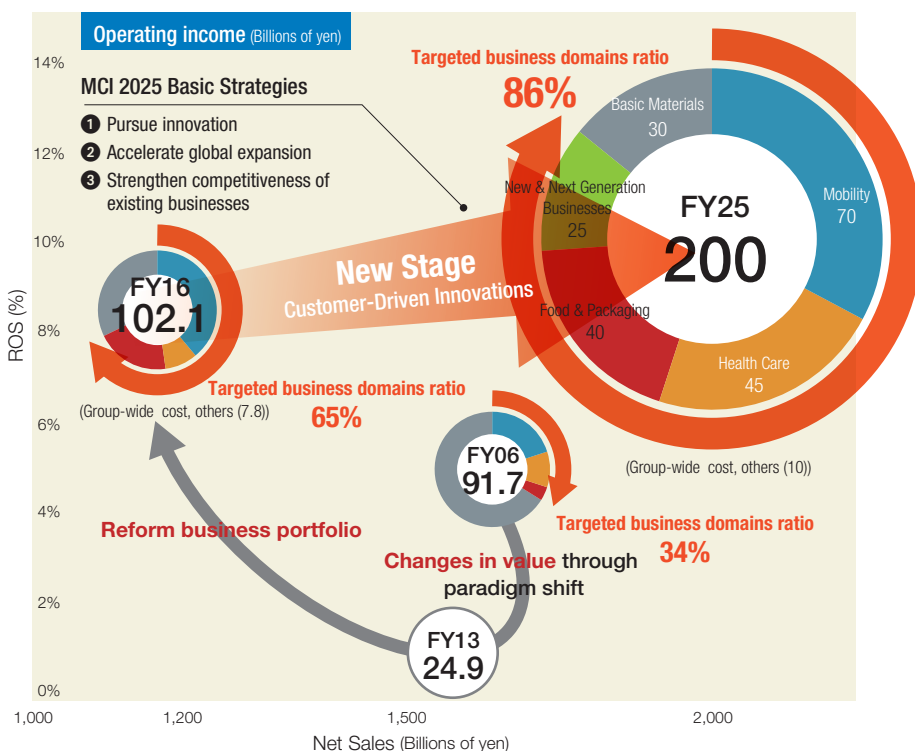 Operating income (Billions of yen)
MCI 2025 Basic Strategies
1 Pursue innovation
2 Accelerate global expansion
3 Strengthen competitiveness of
existing businesses
Targeted business domains ratio
86%
Basic Materials
30
Mobility
70
New & Next Generation
Businesses
25
FY25
200
Food & Packaging
40
Health Care
45
(Group-wide cost, others (10))
New Stage
Customer-Driven Innovations
FY16
102.1
Targeted business domains ratio
65%
(Group-wide cost, others (7.8))
FY06
91.7
Targeted business domains ratio
34%
Reform business portfolio
Changes in value through
paradigm shift
FY13
24.9
ROS (%)
14%
12%
10%
8%
6%
4%
2%
0%
1,000
1,200
1,500
2,000
Net Sales (Billions of yen)